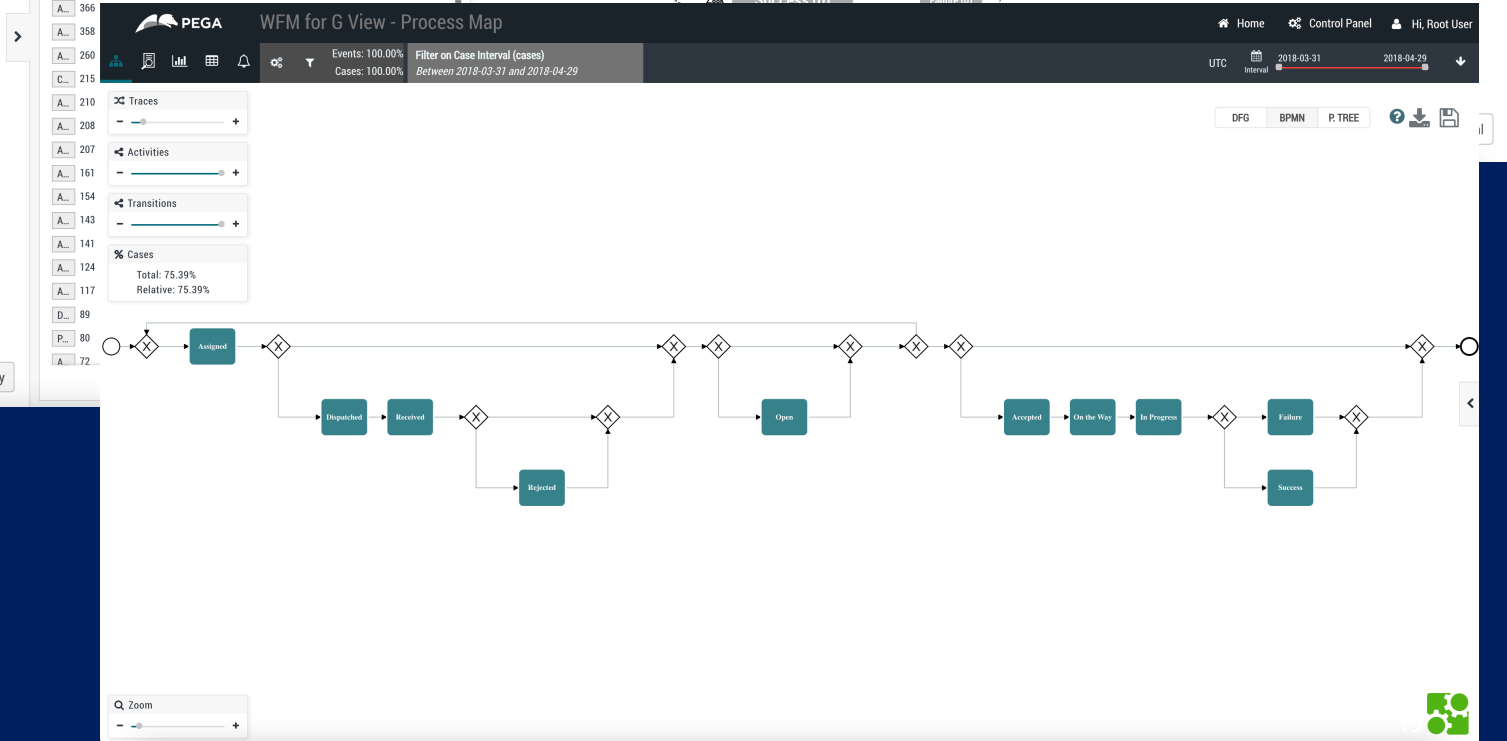 A... 366
A... 358
A... 260
C... 215
A... 210
A... 208
A... 207
A... 161
A... 154
A... 143
A... 141
A... 124
A... 117
D... 89
P... 80
A... 72
y
PEGA
WFM for G View - Process Map
Home
Control Panel
Hi, Root User
Events: 100.00%
Cases: 100.00%
Filter on Case Interval (cases)
Between 2018-03-31 and 2018-04-29
UTC
Interval
2018-03-31
2018-04-29
Traces
- +
Activities
- +
Transitions
- +
% Cases
Total: 75.39%
Relative: 75.39%
DFG
BPMN
P. TREE
?
Assigned
Dispatched
Received
Rejected
Open
Accepted
On the Way
In Progress
Failure
Success
X X X X X X X X X X X X X
Zoom
- +